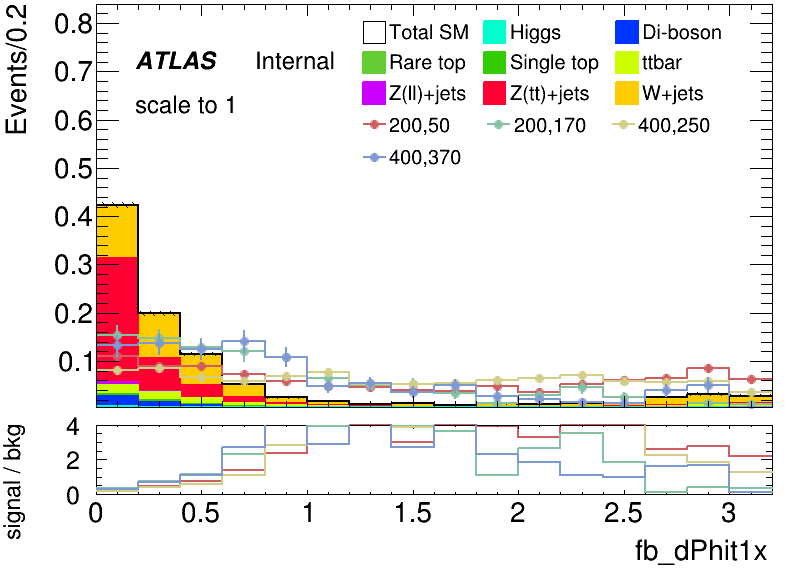 Events/0.2
0.8
0.7
0.6
0.5
0.4
0.3
0.2
0.1
ATLAS Internal
scale to 1
Total SM Higgs Di-boson
Rare top Single top ttbar
Z(ll)+jets Z(tt)+jets W+jets
200,50 200,170 400,250
400,370
signal / bkg
4
2
0
0 0.5 1 1.5 2 2.5 3
fb_dPhit1x